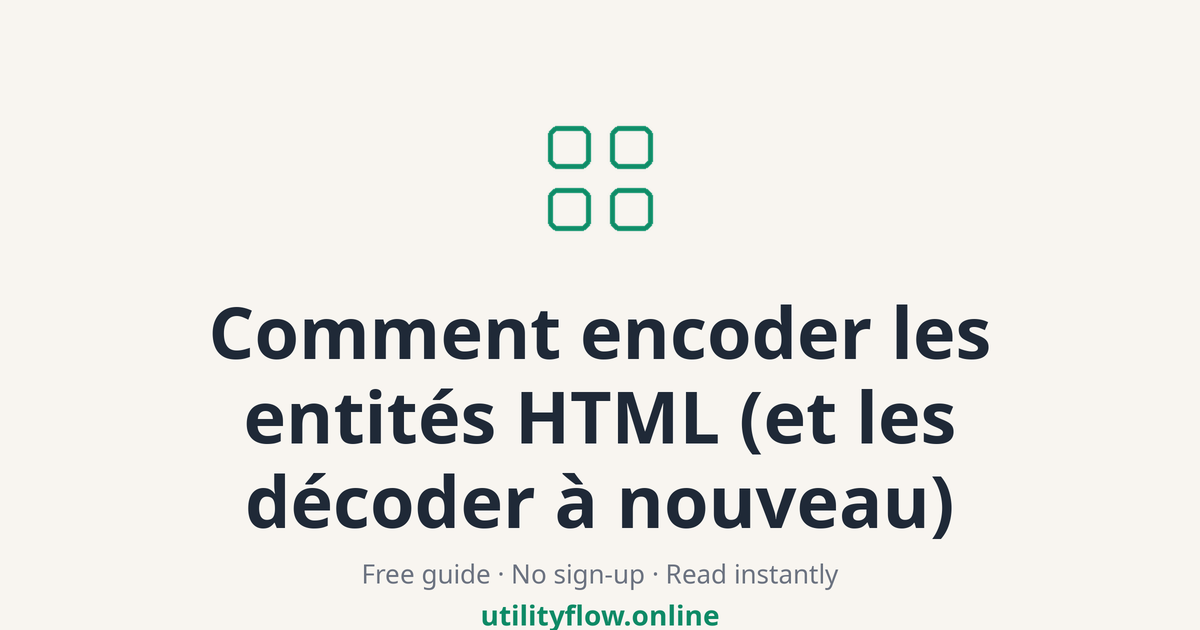 Comment encoder les
entités HTML (et les
décoder à nouveau)
Free guide · No sign-up · Read instantly
utilityflow.online